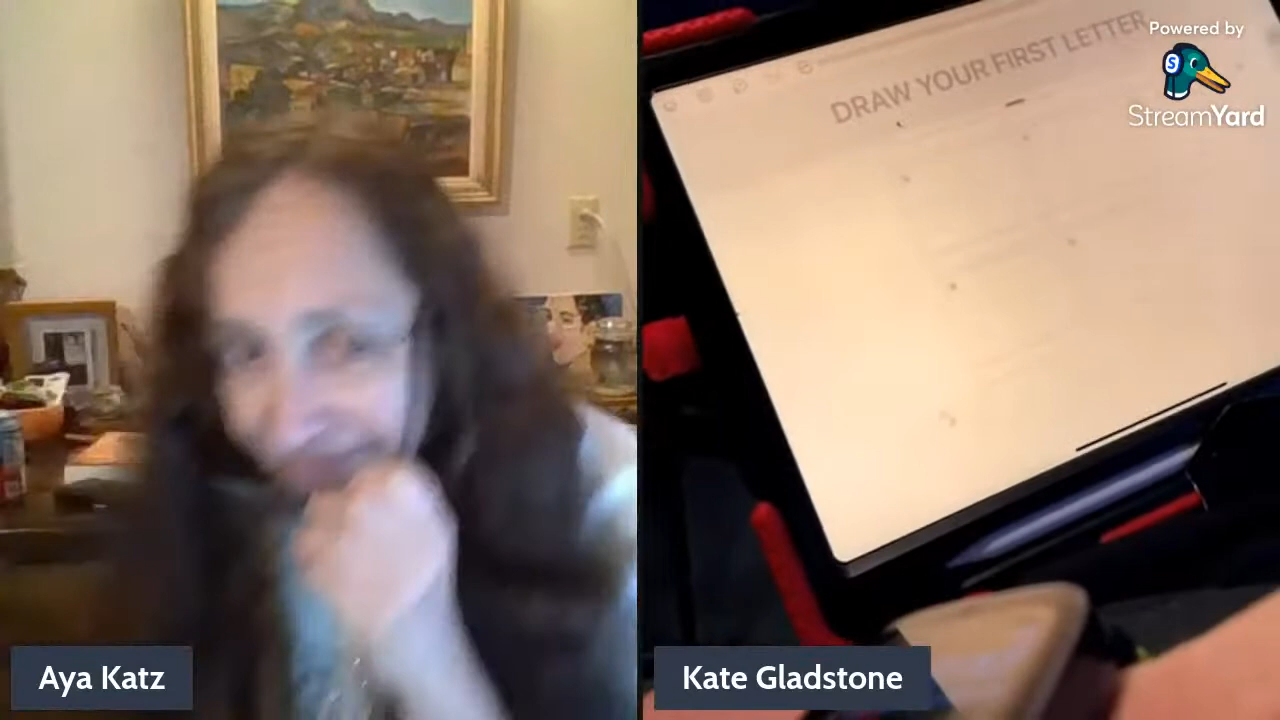 DRAW YOUR FIRST LETTER
Powered by
StreamYard
Aya Katz
Kate Gladstone